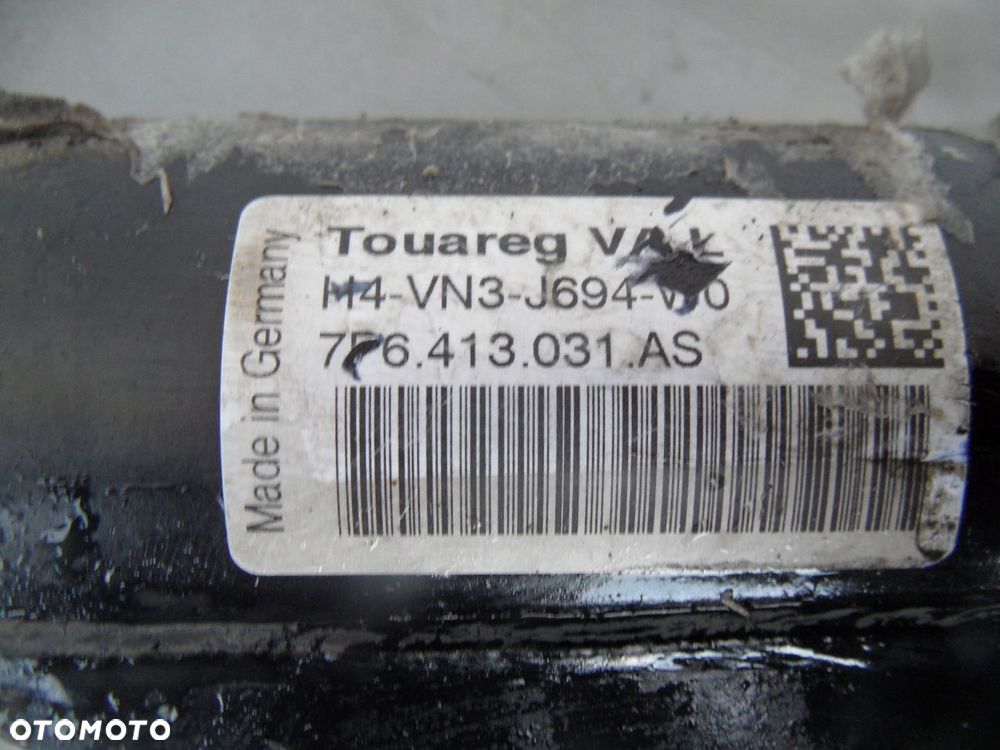 Touareg
7P6.413.031.AS
Made in Germany
OTOMOTO